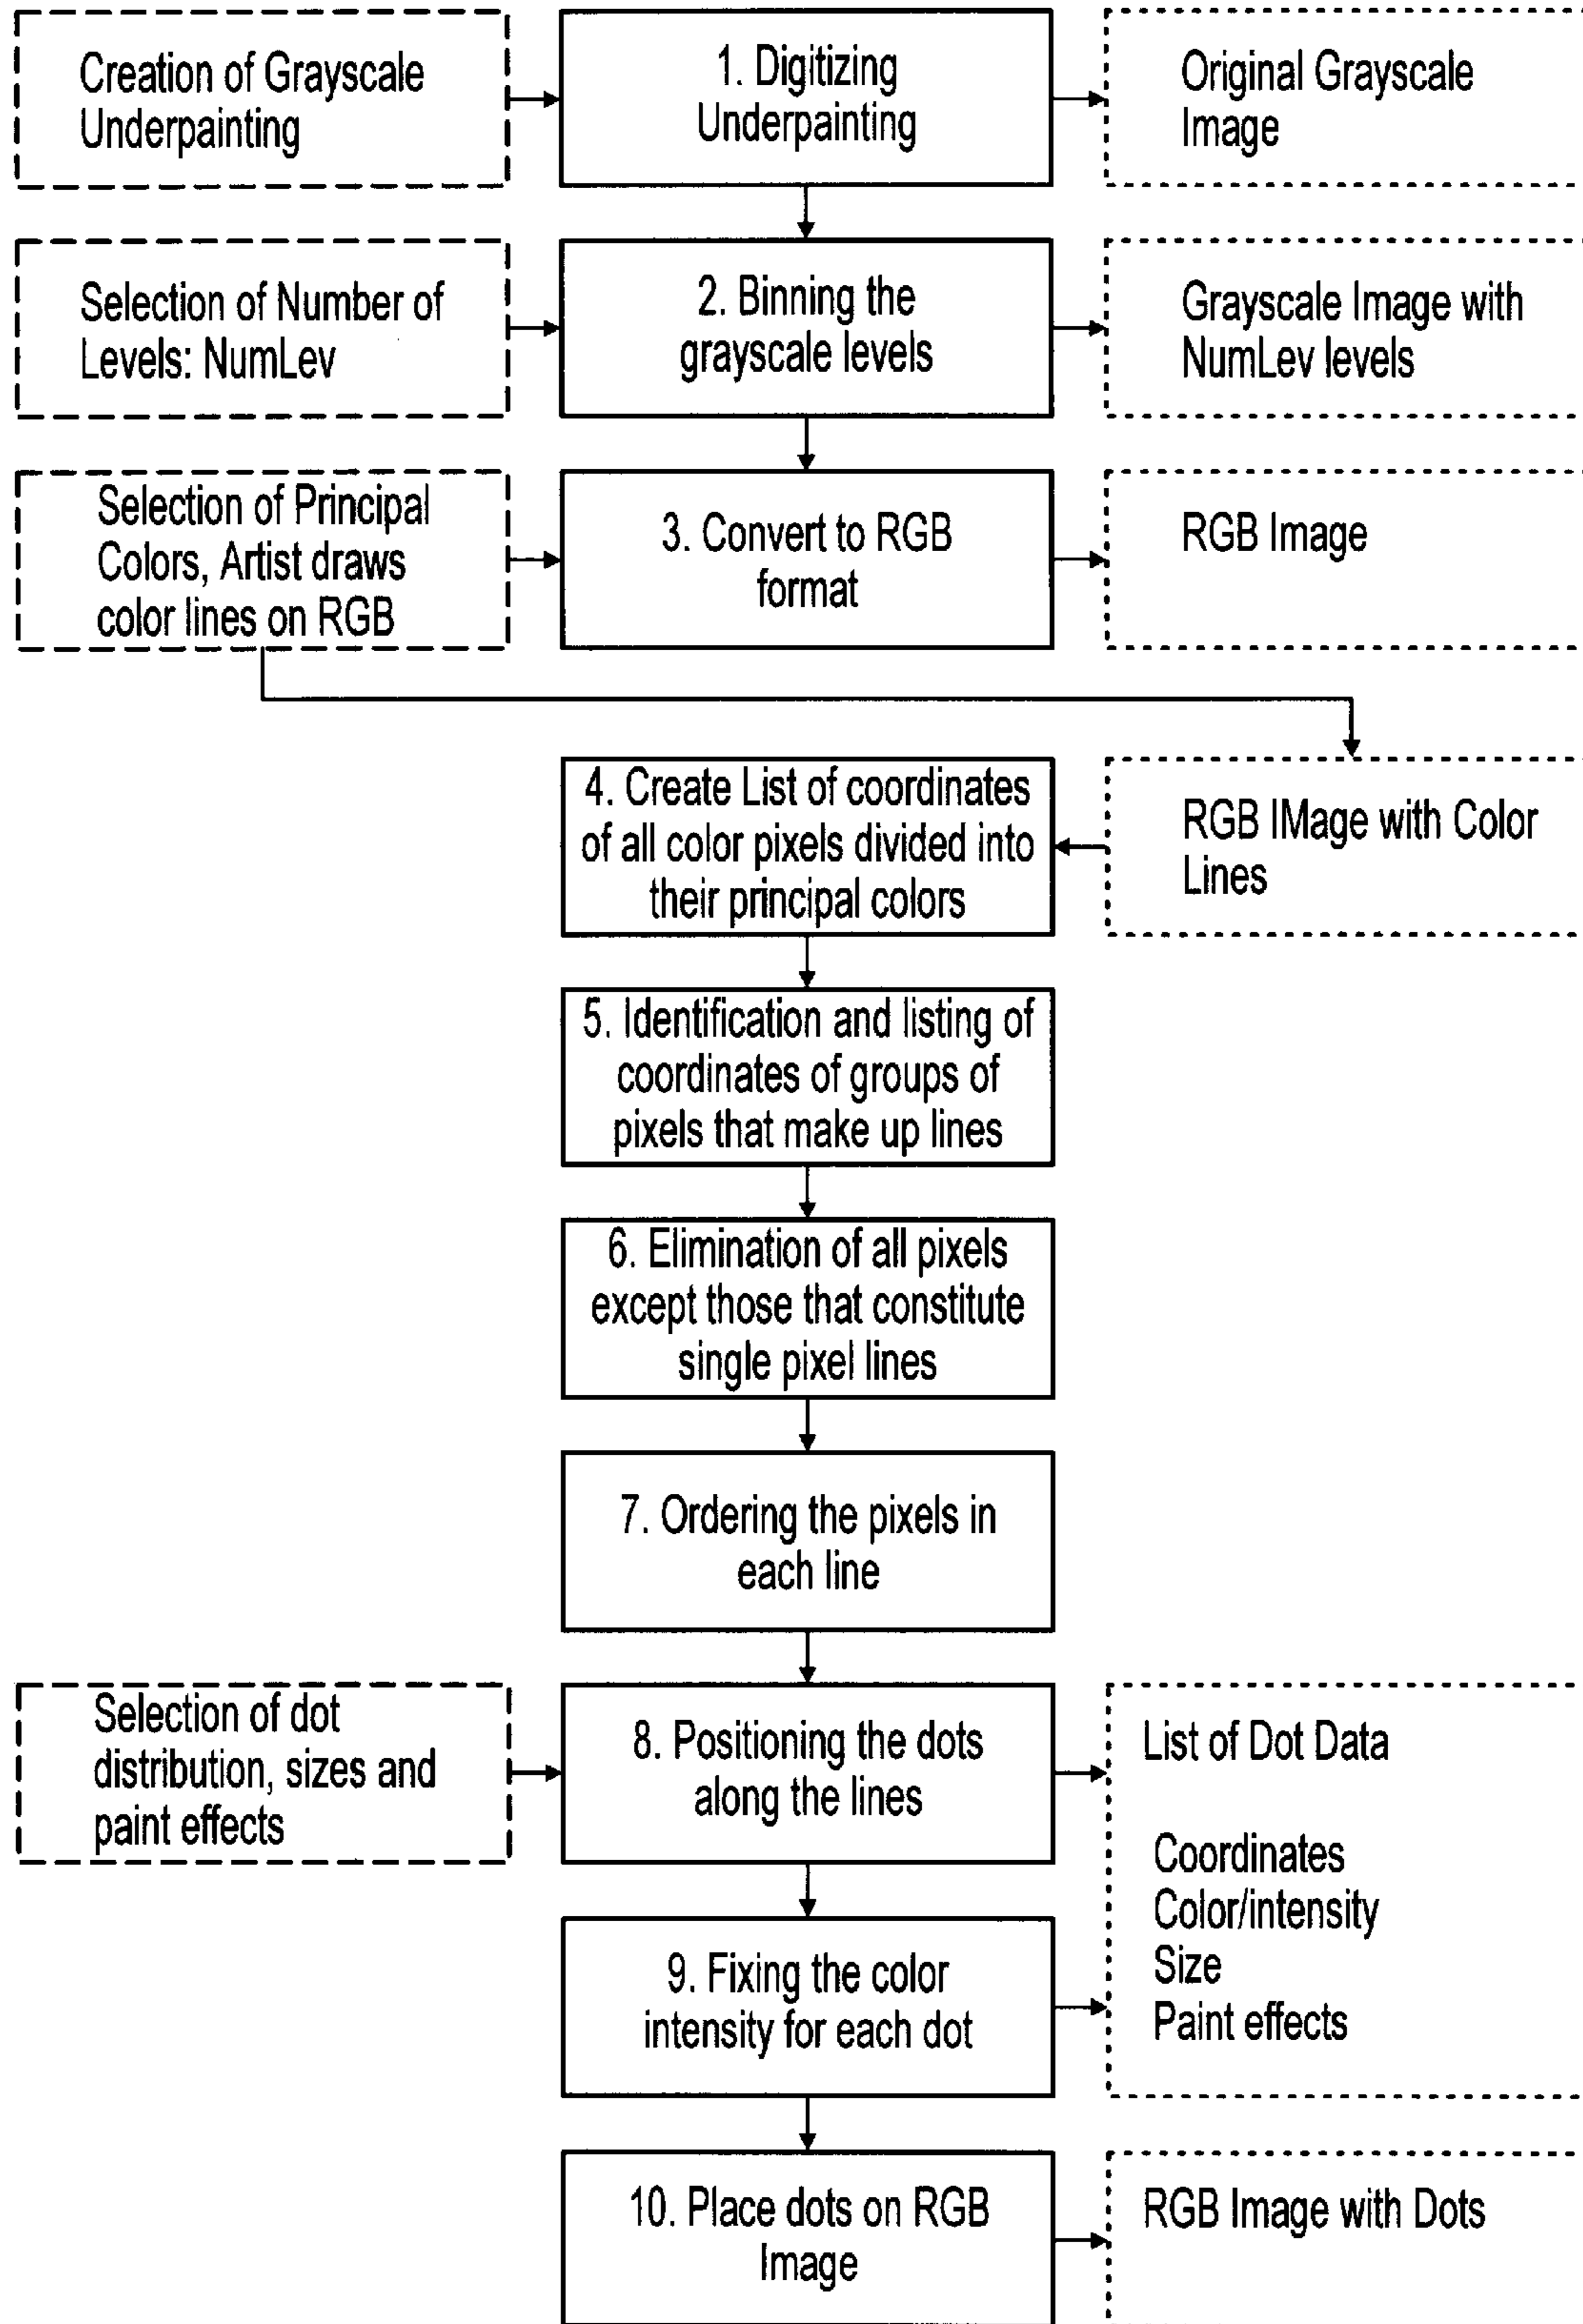 Creation of Grayscale
Underpainting
1. Digitizing
Underpainting
Original Grayscale
Image
Selection of Number of
Levels: NumLev
2. Binning the
grayscale levels
Grayscale Image with
NumLev levels
Selection of Principal
Colors, Artist draws
color lines on RGB
3. Convert to RGB
format
RGB Image
4. Create List of coordinates
of all color pixels divided into
their principal colors
RGB IMage with Color
Lines
5. Identification and listing of
coordinates of groups of
pixels that make up lines
6. Elimination of all pixels
except those that constitute
single pixel lines
7. Ordering the pixels in
each line
Selection of dot
distribution, sizes and
paint effects
8. Positioning the dots
along the lines
List of Dot Data
Coordinates
Color/intensity
Size
Paint effects
9. Fixing the color
intensity for each dot
10. Place dots on RGB
Image
RGB Image with Dots